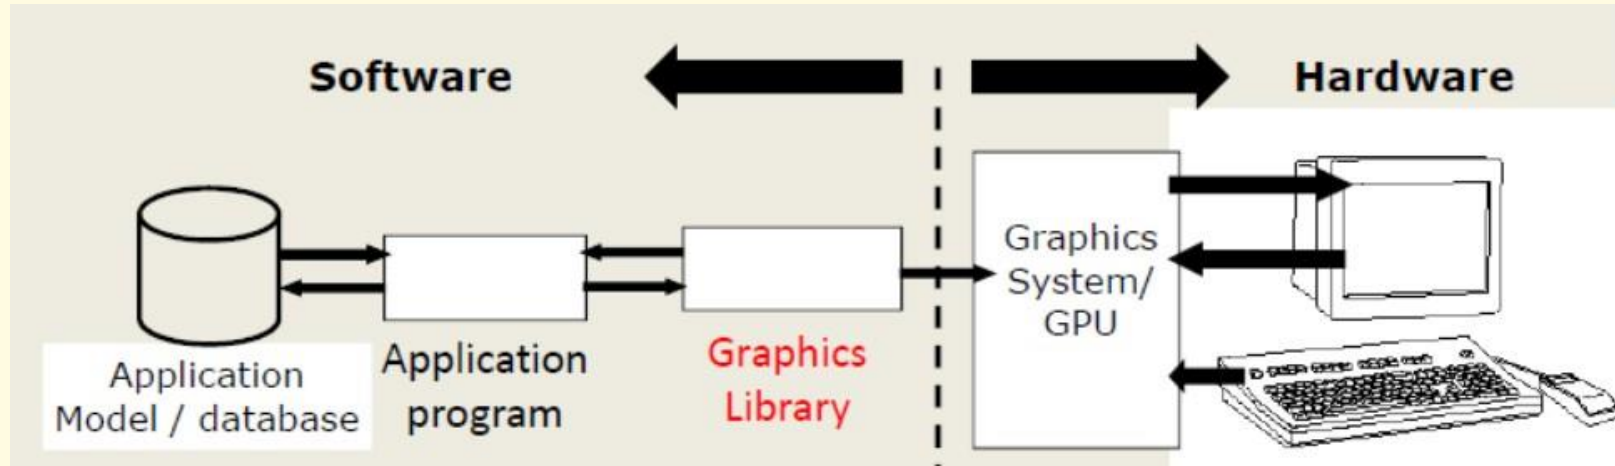 Software
Hardware
Application
Model / database
Application
program
Graphics
Library
Graphics
System/
GPU